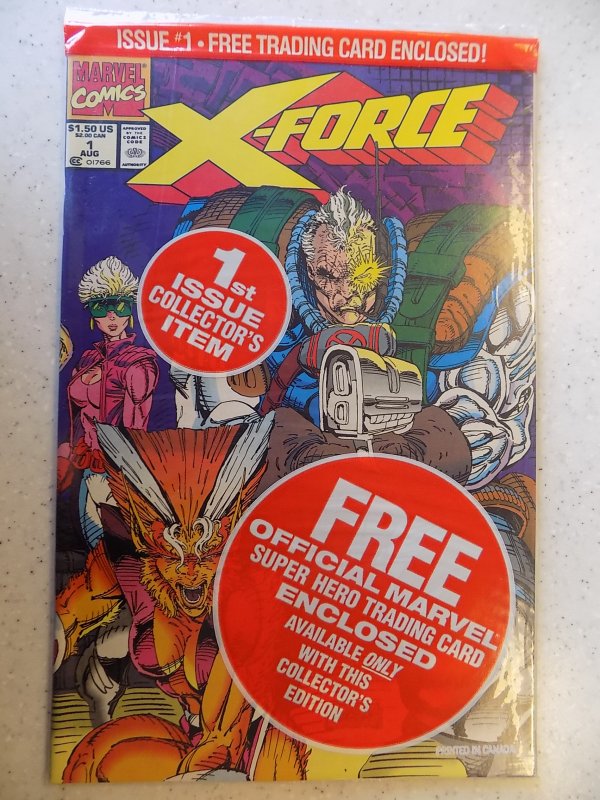 ISSUE #1 • FREE TRADING CARD ENCLOSED!
MARVEL
COMICS
M
X-FORCE
$1.50 US
$2.00 CAN
1
AUG
CC 01766
APPROVED
BY THE
COMICS
CODE
AUTHORITY
1st
ISSUE
COLLECTOR'S
ITEM
FREE
OFFICIAL MARVEL
SUPER HERO TRADING CARD
ENCLOSED
AVAILABLE ONLY
WITH THIS
COLLECTOR'S
EDITION
PRINTED IN CANADA